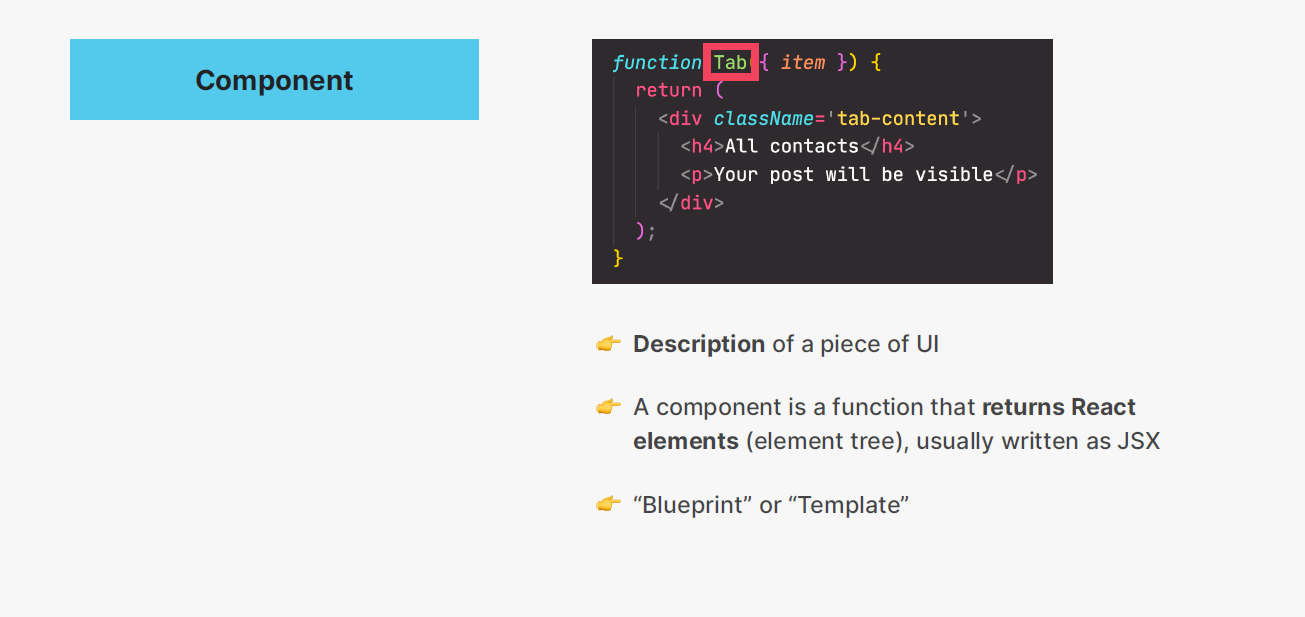 Component
function Tab({ item }) {
return (
<div className='tab-content'>
<h4>All contacts</h4>
<p>Your post will be visible</p>
</div>
);
}
Description of a piece of UI
A component is a function that returns React
elements (element tree), usually written as JSX
“Blueprint” or “Template”